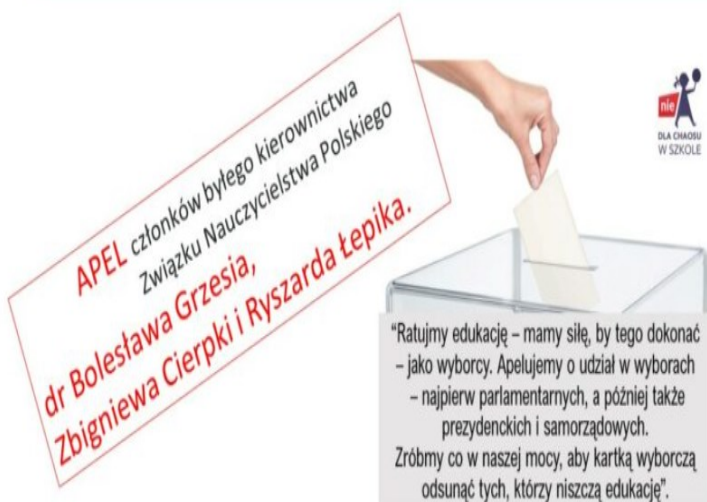 APEL członków byłego kierownictwa
Związku Nauczycielstwa Polskiego
dr Bolesława Grzesia,
Zbigniewa Cierpki i Ryszarda Łepika.
nie
DLA CHAOSU
W SZKOLE
"Ratujmy edukację – mamy siłę, by tego dokonać
– jako wyborcy. Apelujemy o udział w wyborach
– najpierw parlamentarnych, a później także
prezydenckich i samorządowych.
Zróbmy co w naszej mocy, aby kartką wyborczą
odsunąć tych, którzy niszczą edukację".